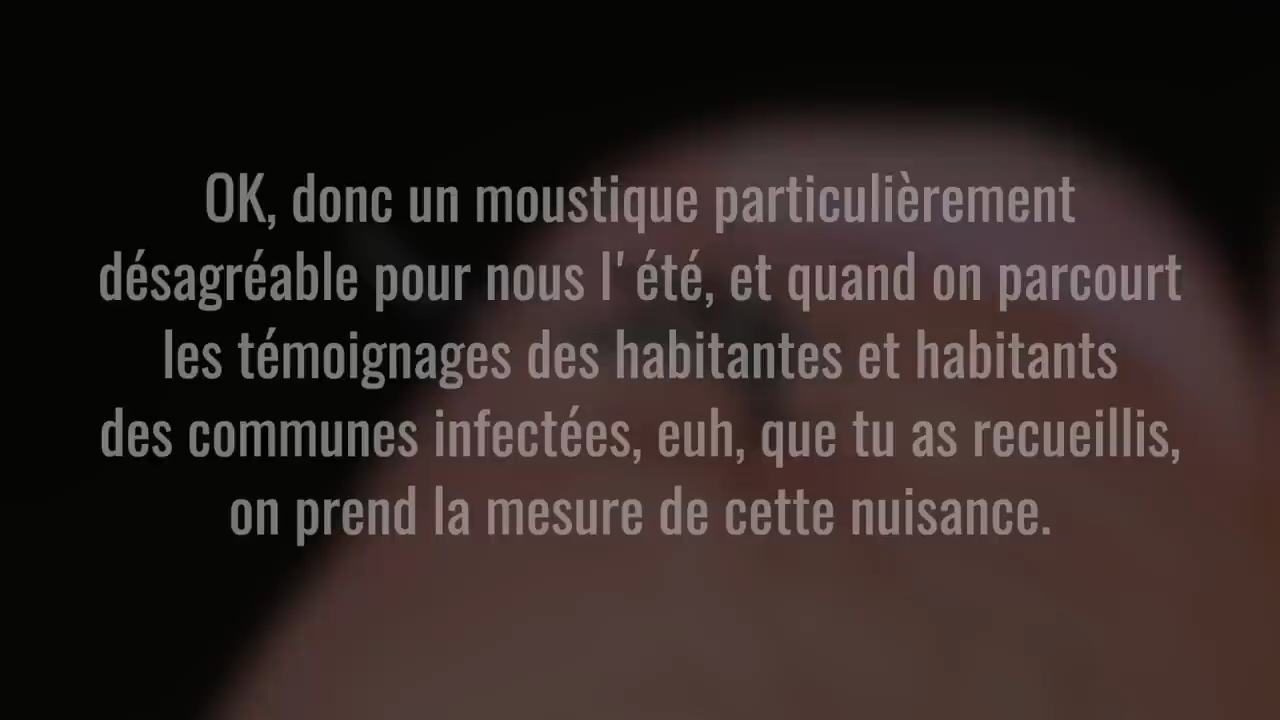 OK, donc un moustique particulièrement
désagréable pour nous l'été, et quand on parcourt
les témoignages des habitantes et habitants
des communes infectées, euh, que tu as recueillis,
on prend la mesure de cette nuisance.